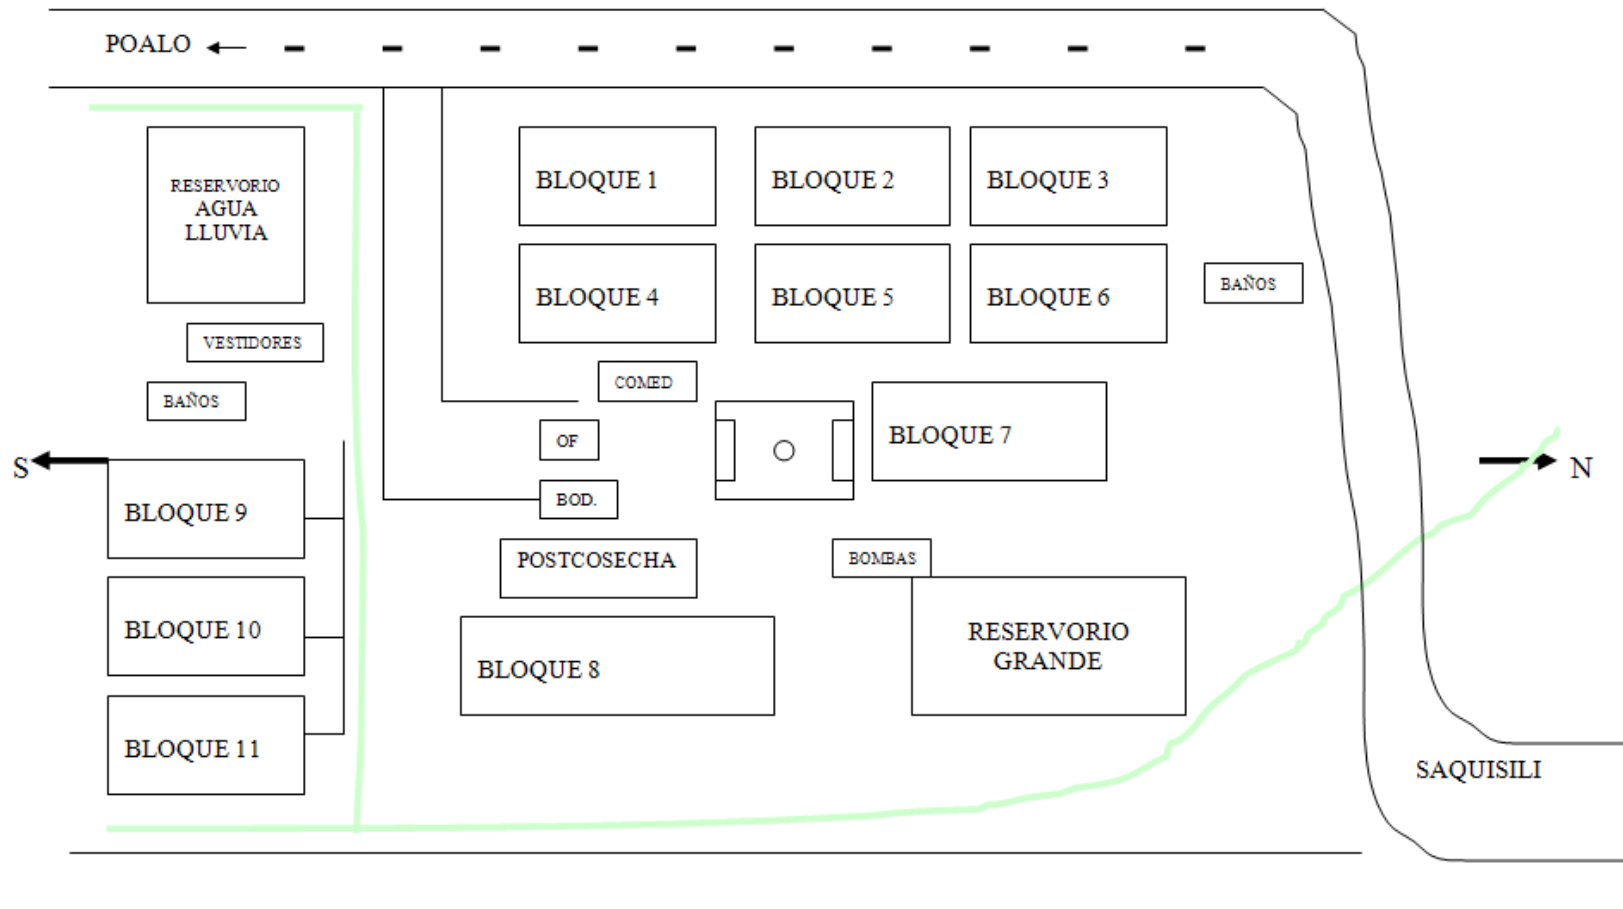 POALO
RESERVORIO
AGUA
LLUVIA
BLOQUE 1
BLOQUE 2
BLOQUE 3
BLOQUE 4
BLOQUE 5
BLOQUE 6
BAÑOS
VESTIDORES
COMED
BAÑOS
OF
BLOQUE 7
S
N
BLOQUE 9
BOD.
POSTCOSECHA
BOMBAS
BLOQUE 10
RESERVORIO
GRANDE
BLOQUE 8
BLOQUE 11
SAQUISILI